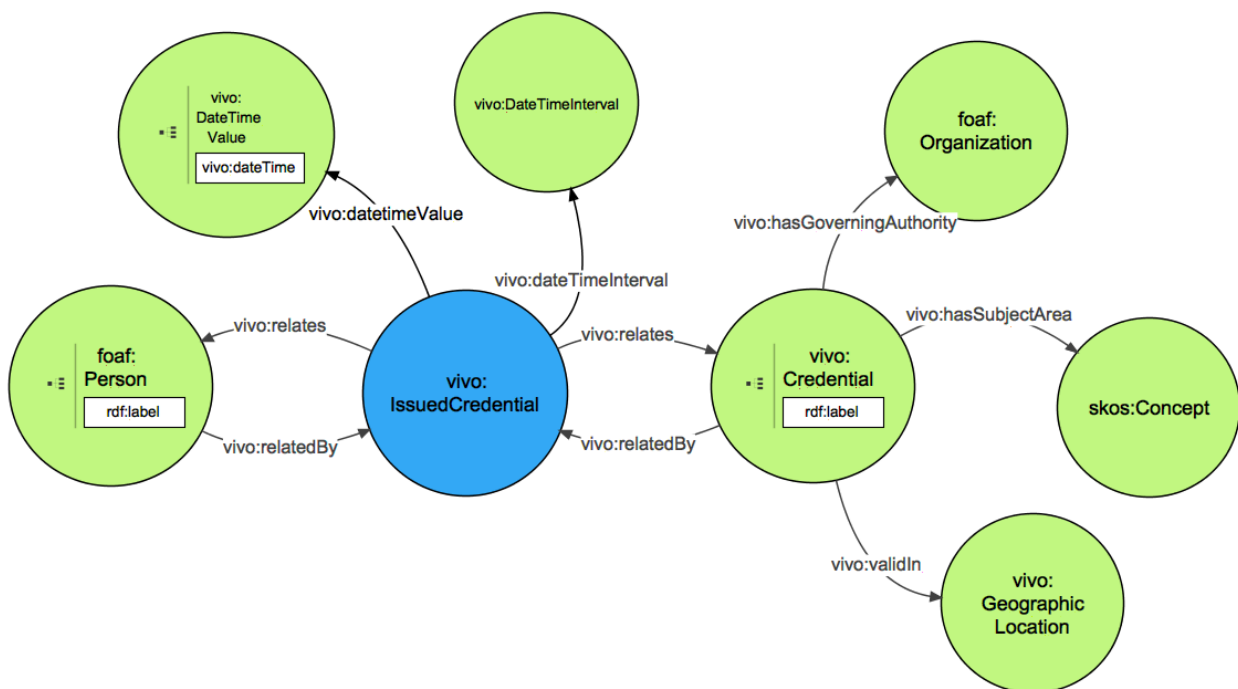 vivo:
DateTime
Value
vivo:dateTime
vivo:DateTimeInterval
foaf:
Organization
vivo:datetimeValue
vivo:hasGoverningAuthority
vivo:dateTimeInterval
vivo:relates
vivo:relates
vivo:hasSubjectArea
foaf:
Person
rdf:label
vivo:
IssuedCredential
vivo:
Credential
rdf:label
skos:Concept
vivo:relatedBy
vivo:relatedBy
vivo:validIn
vivo:
Geographic
Location